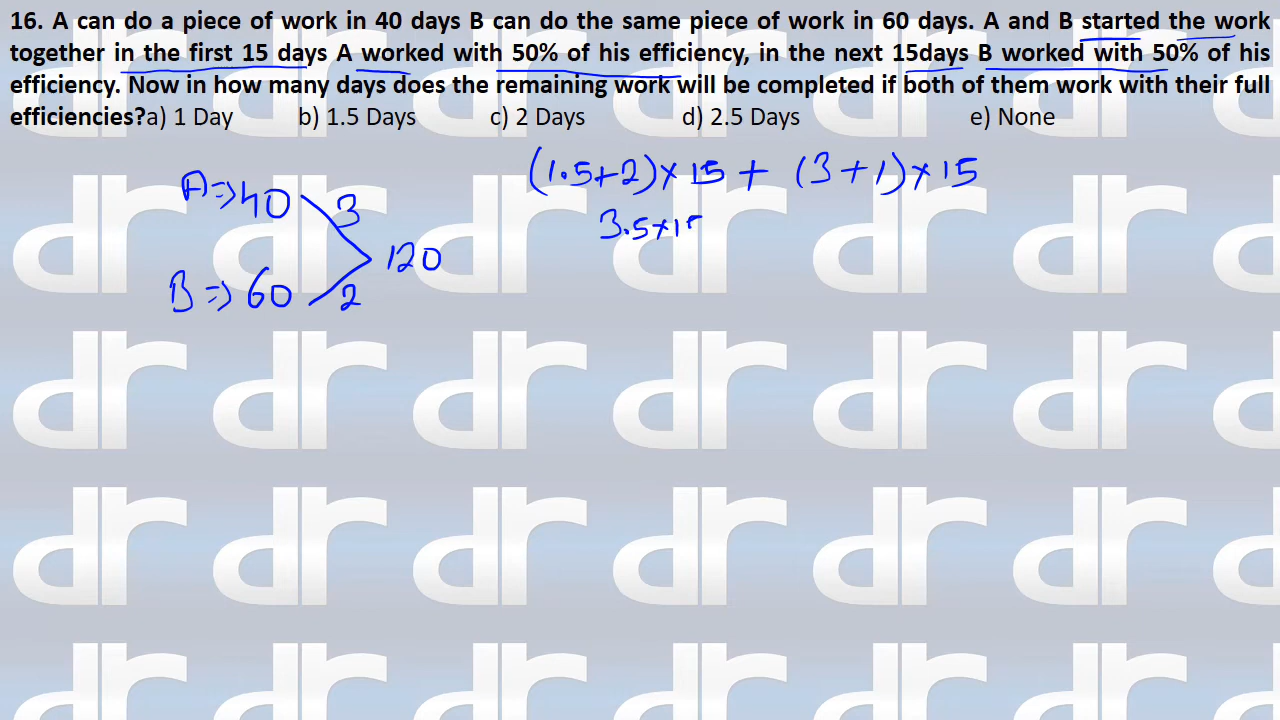 16. A can do a piece of work in 40 days B can do the same piece of work in 60 days. A and B started the work
together in the first 15 days A worked with 50% of his efficiency, in the next 15days B worked with 50% of his
efficiency. Now in how many days does the remaining work will be completed if both of them work with their full
efficiencies?a) 1 Day b) 1.5 Days c) 2 Days d) 2.5 Days e) None
(1.5+2)×15 + (3+1)×15
A⇒40 3
3.5×15
120
B⇒60 2